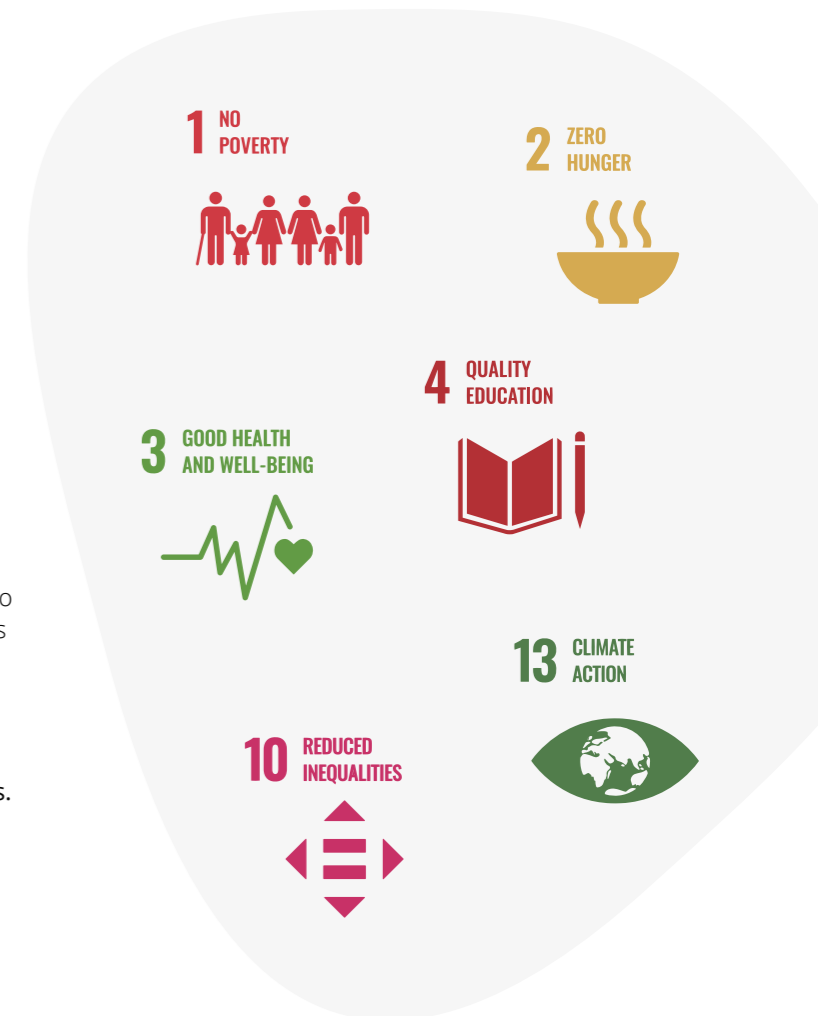 1 NO
POVERTY
2 ZERO
HUNGER
4 QUALITY
EDUCATION
3 GOOD HEALTH
AND WELL-BEING
o
s
13 CLIMATE
ACTION
10 REDUCED
INEQUALITIES
s.